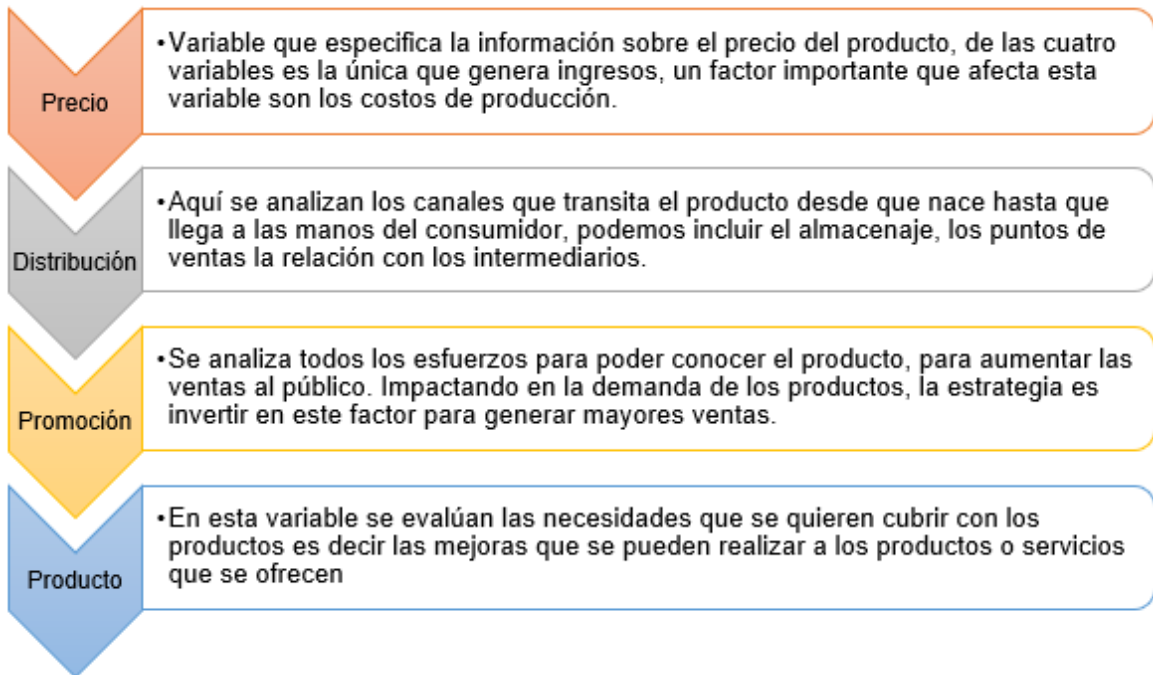 Precio
•Variable que especifica la información sobre el precio del producto, de las cuatro
variables es la única que genera ingresos, un factor importante que afecta esta
variable son los costos de producción.
Distribución
•Aquí se analizan los canales que transita el producto desde que nace hasta que
llega a las manos del consumidor, podemos incluir el almacenaje, los puntos de
ventas la relación con los intermediarios.
Promoción
•Se analiza todos los esfuerzos para poder conocer el producto, para aumentar las
ventas al público. Impactando en la demanda de los productos, la estrategia es
invertir en este factor para generar mayores ventas.
Producto
•En esta variable se evalúan las necesidades que se quieren cubrir con los
productos es decir las mejoras que se pueden realizar a los productos o servicios
que se ofrecen